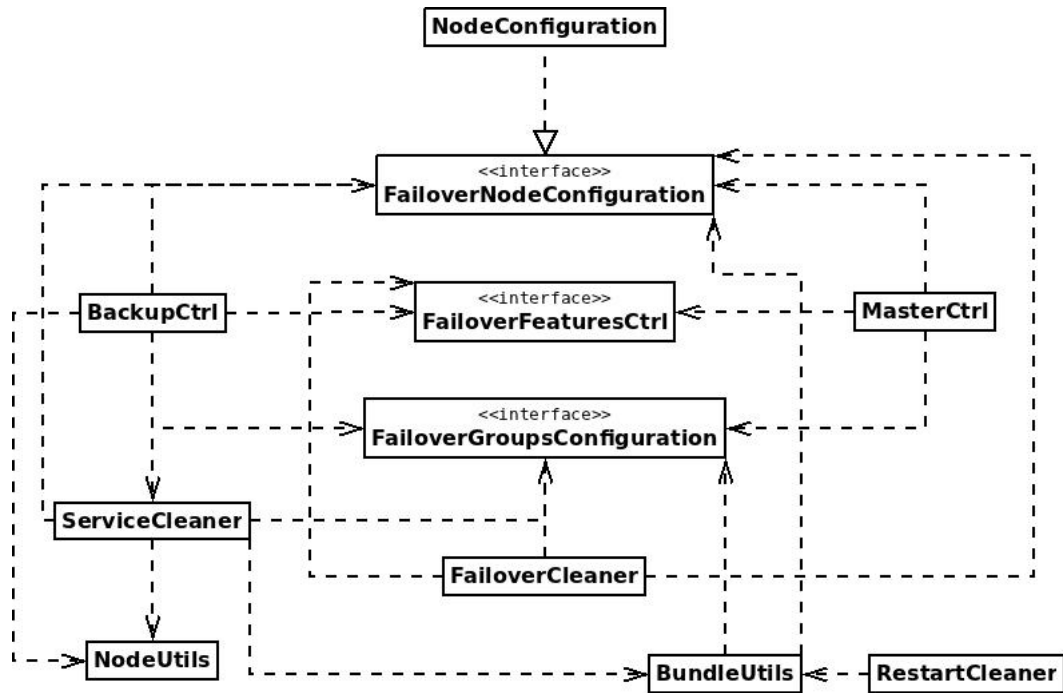 NodeConfiguration
<<interface>>
FailoverNodeConfiguration
BackupCtrl
<<interface>>
FailoverFeaturesCtrl
MasterCtrl
<<interface>>
FailoverGroupsConfiguration
ServiceCleaner
FailoverCleaner
NodeUtils
BundleUtils
RestartCleaner